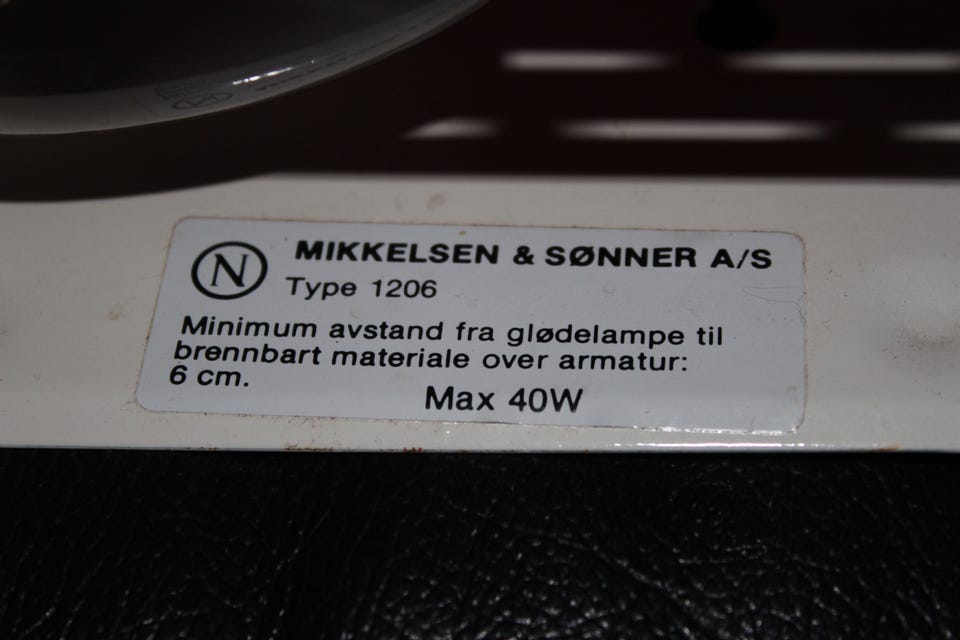 N
MIKKELSEN & SØNNER A/S
Type 1206
Minimum avstand fra glødelampe til
brennbart materiale over armatur:
6 cm.
Max 40W